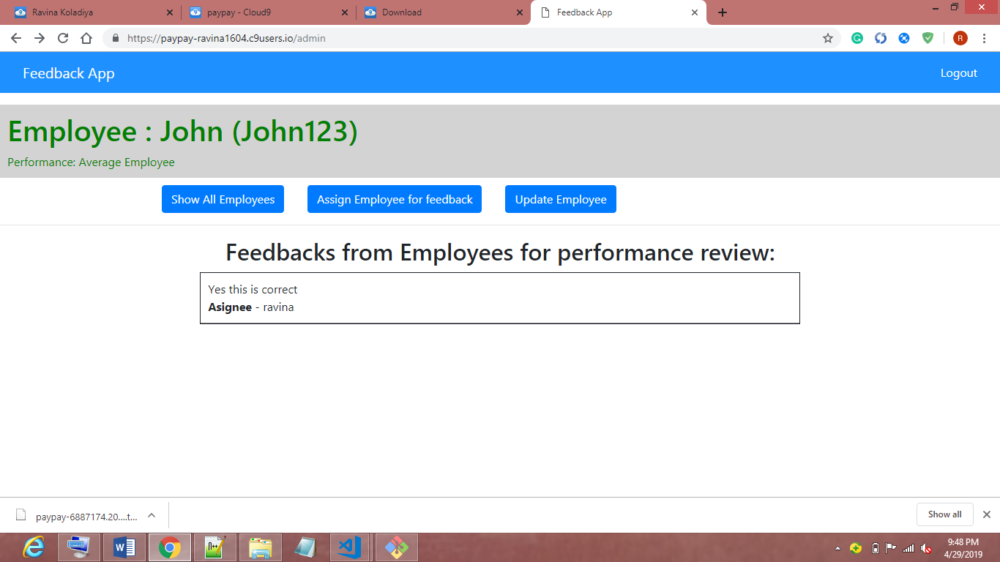 Ravina Koladiya
paypay - Cloud9
Download
Feedback App
https://paypay-ravina1604.c9users.io/admin
R
Feedback App
Logout
Employee : John (John123)
Performance: Average Employee
Show All Employees
Assign Employee for feedback
Update Employee
Feedbacks from Employees for performance review:
Yes this is correct
Asignee - ravina
paypay-6887174.20....t...
Show all
9:48 PM
4/29/2019